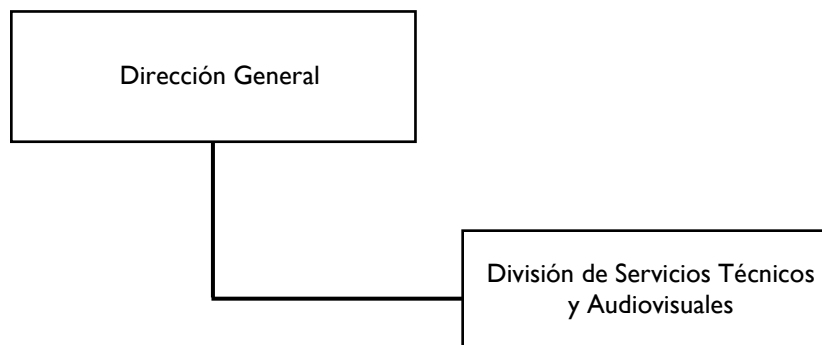 Dirección General
División de Servicios Técnicos
y Audiovisuales